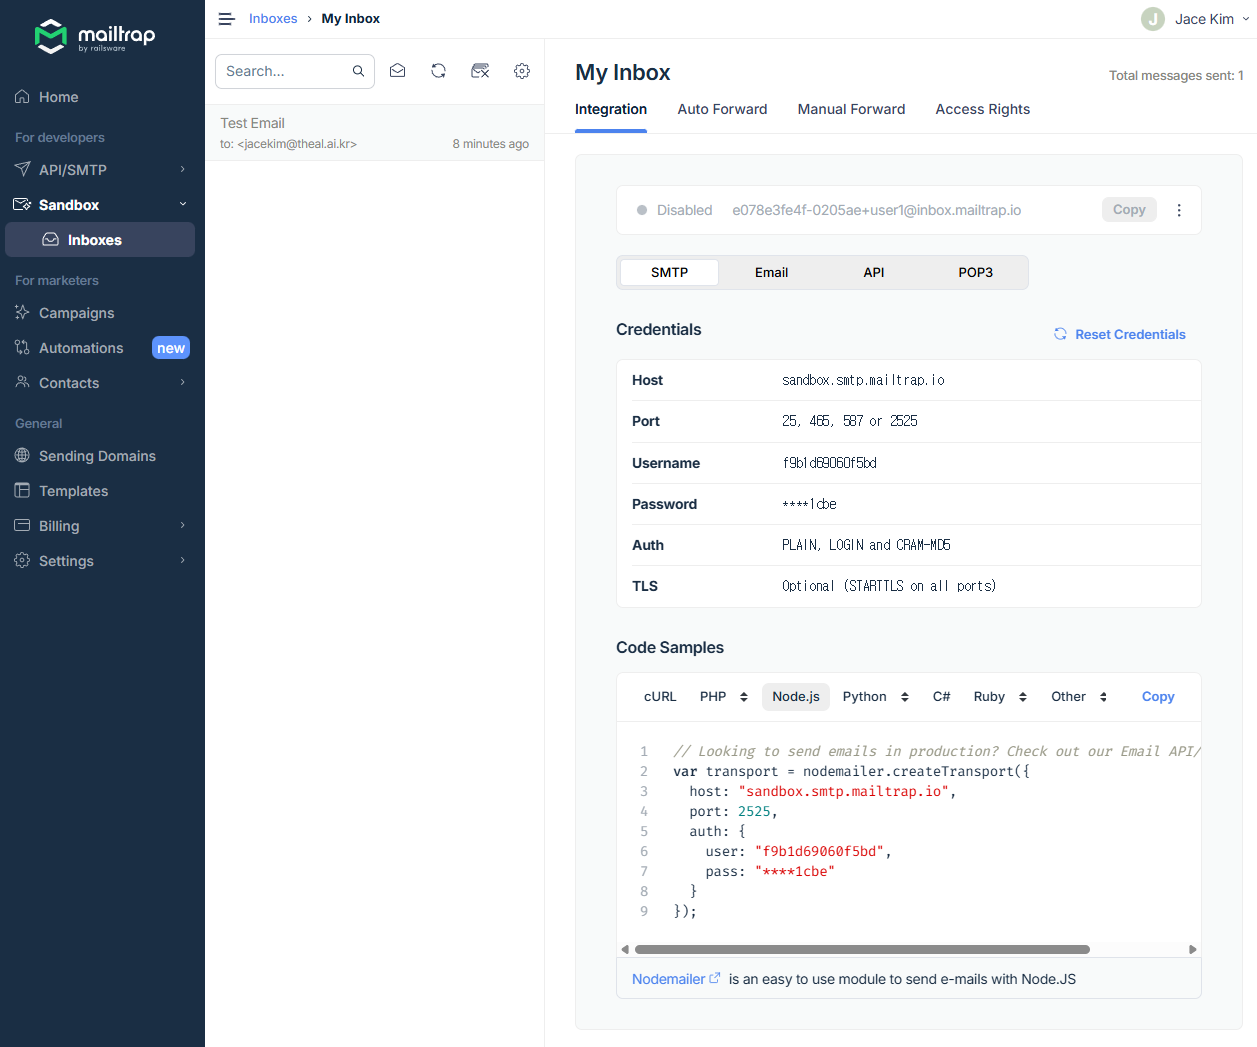 mailtrap
by railsware
Home
For developers
API/SMTP
Sandbox
Inboxes
For marketers
Campaigns
Automations new
Contacts
General
Sending Domains
Templates
Billing
Settings
Inboxes › My Inbox
J Jace Kim
Search...
Test Email
to: <jacekim@theal.ai.kr> 8 minutes ago
My Inbox
Total messages sent: 1
Integration Auto Forward Manual Forward Access Rights
Disabled e078e3fe4f-0205ae+user1@inbox.mailtrap.io Copy
SMTP Email API POP3
Credentials
Reset Credentials
Host sandbox.smtp.mailtrap.io
Port 25, 465, 587 or 2525
Username f9b1d69060f5bd
Password ****1cbe
Auth PLAIN, LOGIN and CRAM-MD5
TLS Optional (STARTTLS on all ports)
Code Samples
cURL PHP Node.js Python C# Ruby Other Copy
1 // Looking to send emails in production? Check out our Email API/
2 var transport = nodemailer.createTransport({
3 host: "sandbox.smtp.mailtrap.io",
4 port: 2525,
5 auth: {
6 user: "f9b1d69060f5bd",
7 pass: "****1cbe"
8 }
9 });
Nodemailer is an easy to use module to send e-mails with Node.JS